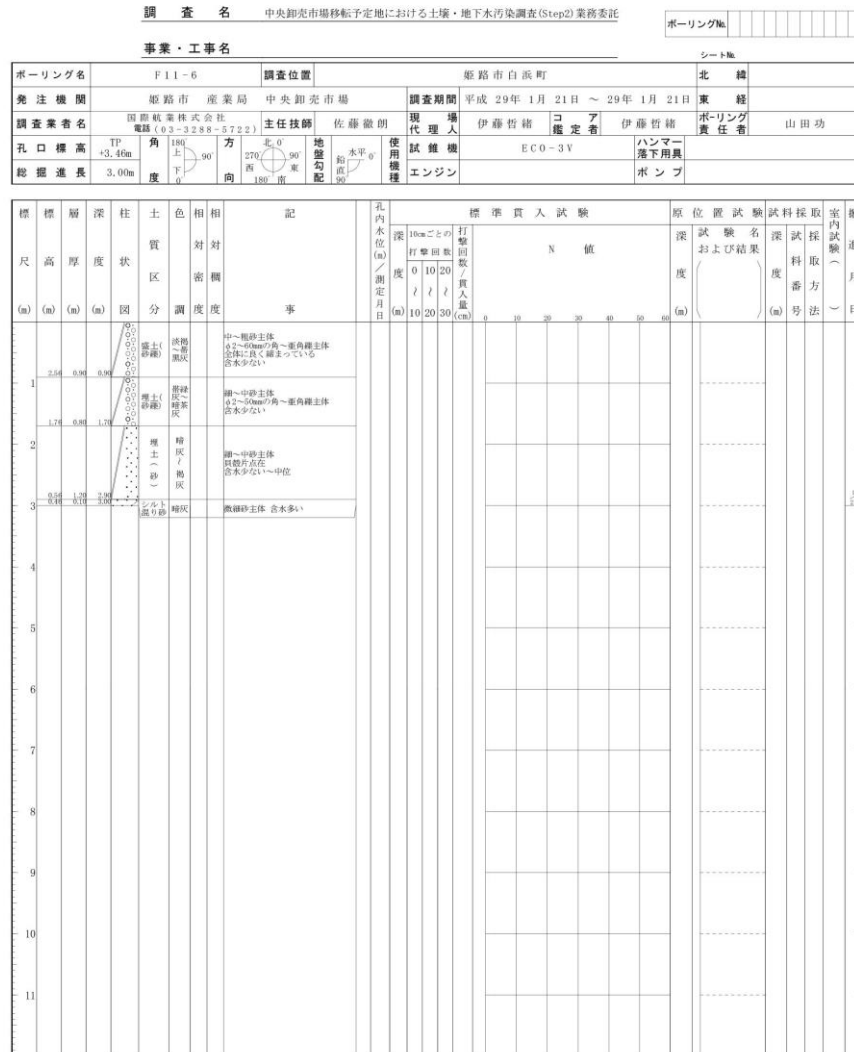 調査名 中央卸売市場移転予定地における土壌・地下水汚染調査(Step2)業務委託
ボーリング№
事業・工事名
シート№
ボーリング名 F11-6 調査位置 姫路市白浜町 北緯
発注機関 姫路市 産業局 中央卸売市場 調査期間 平成 29年 1月 21日 ~ 29年 1月 21日 東経
調査業者名 国際航業株式会社 電話(03-3288-5722) 主任技師 佐藤徹朗 現場代理人 伊藤哲緒 コア鑑定者 伊藤哲緒 ボーリング責任者 山田功
孔口標高 TP +3.46m 角度 180° 上 90° 下 0° 方向 北 0° 270° 90° 西 東 180° 南 地盤勾配 水平 0° 鉛直 90° 使用機種 試錐機 ECO-3V ハンマー落下用具
総掘進長 3.00m エンジン ポンプ
標尺(m) 標高(m) 層厚(m) 深度(m) 柱状図 土質区分 色調 相対密度 相対稠度 記事 孔内水位(m)/測定月日 標準貫入試験 深度(m) 10cmごとの打撃回数 0~10 10~20 20~30 打撃回数/貫入量(cm) N値 原位置試験 深度(m) 試験名および結果 試料採取 深度(m) 試料番号 採取方法 室内試験()
0 10 20 30 40 50 60
2.56 0.90 0.90 盛土(砂礫) 淡褐~帯黒灰 中~粗砂主体
φ2~60mmの角~亜角礫主体
全体に良く締まっている
含水少ない
1
1.76 0.80 1.70 埋土(砂礫) 帯緑灰~暗茶灰 細~中砂主体
φ2~50mmの角~亜角礫主体
含水少ない
2
0.56 1.20 2.90 埋土(砂) 暗灰~褐灰 細~中砂主体
貝殻片点在
含水少ない~中位
3
0.46 0.10 3.00 シルト混り砂 暗灰 微細砂主体 含水多い
4
5
6
7
8
9
10
11